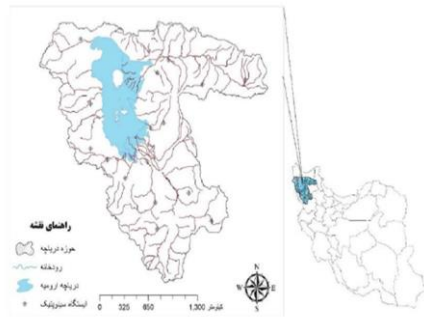 راهنمای نقشه
حوزه دریاچه
رودخانه
دریاچه ارومیه
ایستگاه سینوپتیک
0 325 650 1,300 کیلومتر
N
W E
S